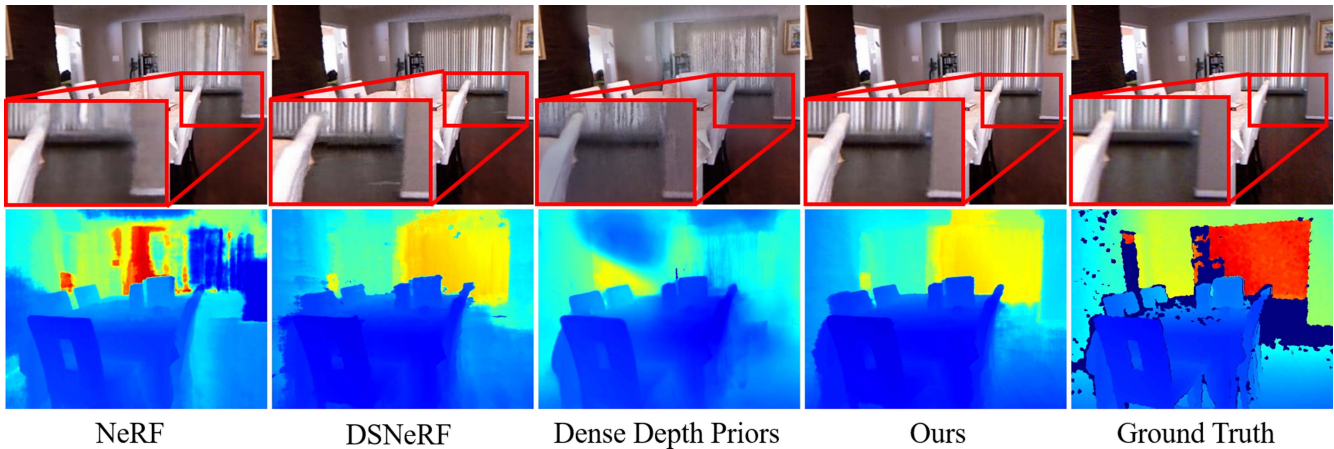 NeRF
DSNeRF
Dense Depth Priors
Ours
Ground Truth